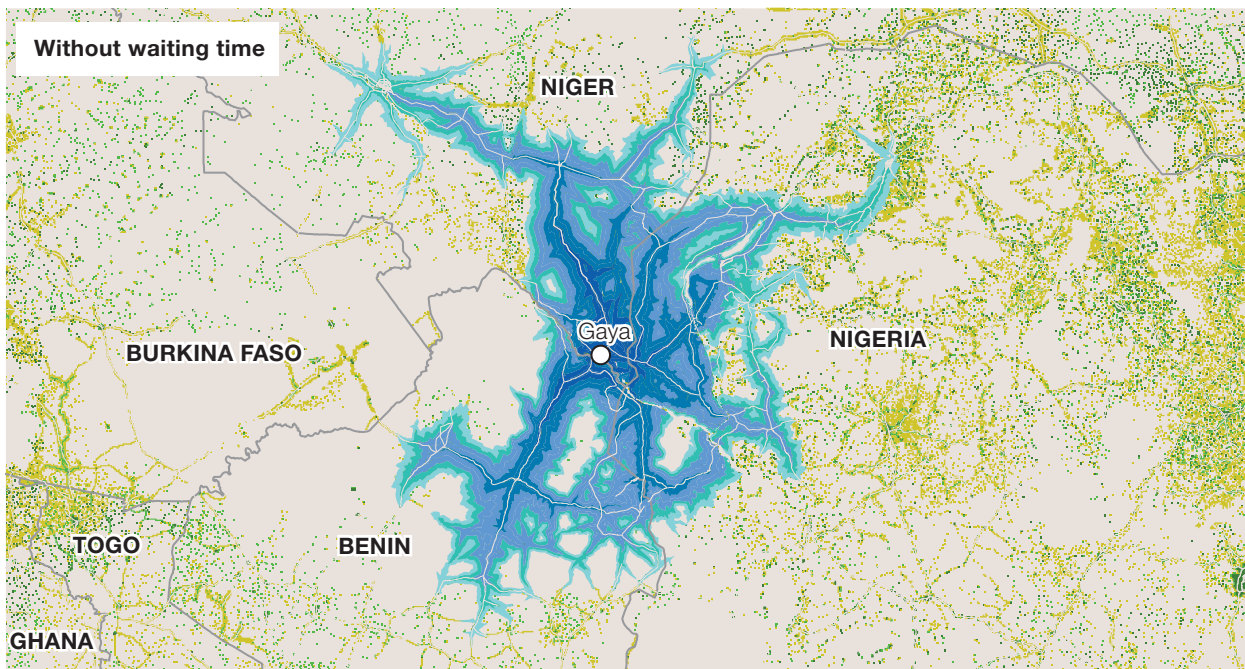 Without waiting time
NIGER
Gaya
BURKINA FASO
NIGERIA
TOGO
BENIN
GHANA